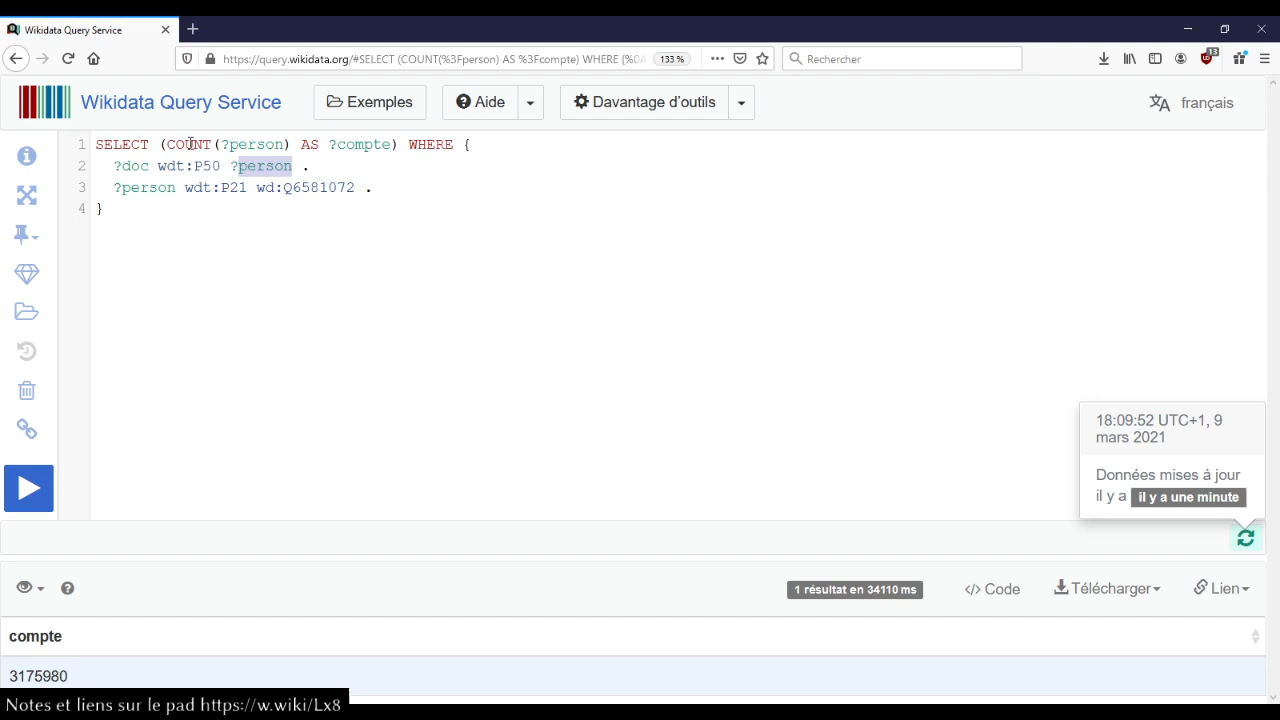 Wikidata Query Service
https://query.wikidata.org/#SELECT (COUNT(%3Fperson) AS %3Fcompte) WHERE {%0A
133 %
Rechercher
13
Wikidata Query Service
Exemples
Aide
Davantage d'outils
français
1 SELECT (COUNT(?person) AS ?compte) WHERE {
2 ?doc wdt:P50 ?person .
3 ?person wdt:P21 wd:Q6581072 .
4 }
18:09:52 UTC+1, 9
mars 2021
Données mises à jour
il y a il y a une minute
1 résultat en 34110 ms
</> Code
Télécharger
Lien
compte
3175980
Notes et liens sur le pad https://w.wiki/Lx8